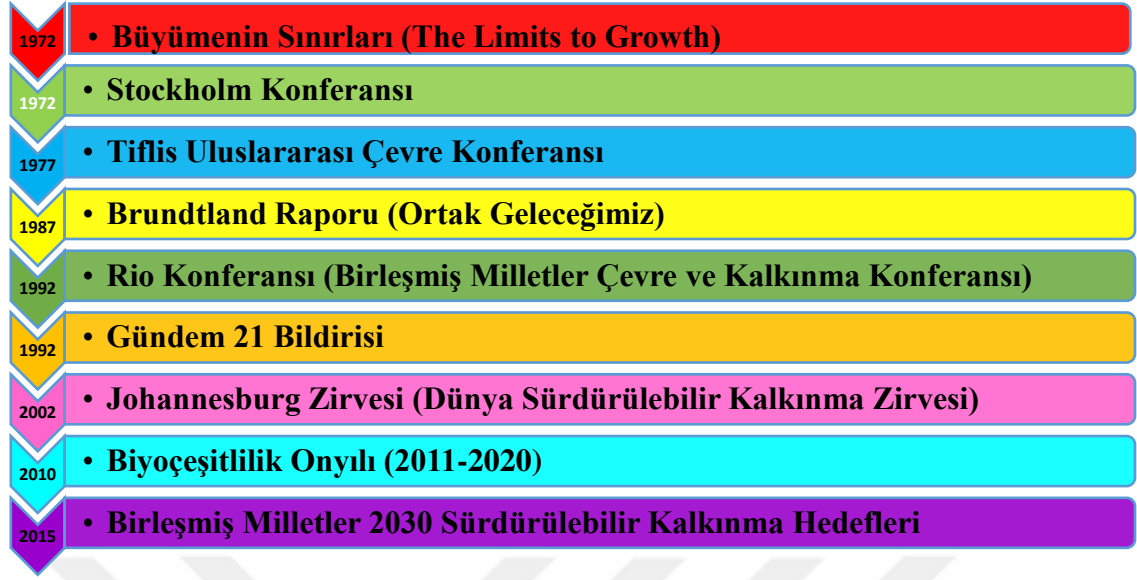 1972 • Büyümenin Sınırları (The Limits to Growth)
1972 • Stockholm Konferansı
1977 • Tiflis Uluslararası Çevre Konferansı
1987 • Brundtland Raporu (Ortak Geleceğimiz)
1992 • Rio Konferansı (Birleşmiş Milletler Çevre ve Kalkınma Konferansı)
1992 • Gündem 21 Bildirisi
2002 • Johannesburg Zirvesi (Dünya Sürdürülebilir Kalkınma Zirvesi)
2010 • Biyoçeşitlilik Onyılı (2011-2020)
2015 • Birleşmiş Milletler 2030 Sürdürülebilir Kalkınma Hedefleri